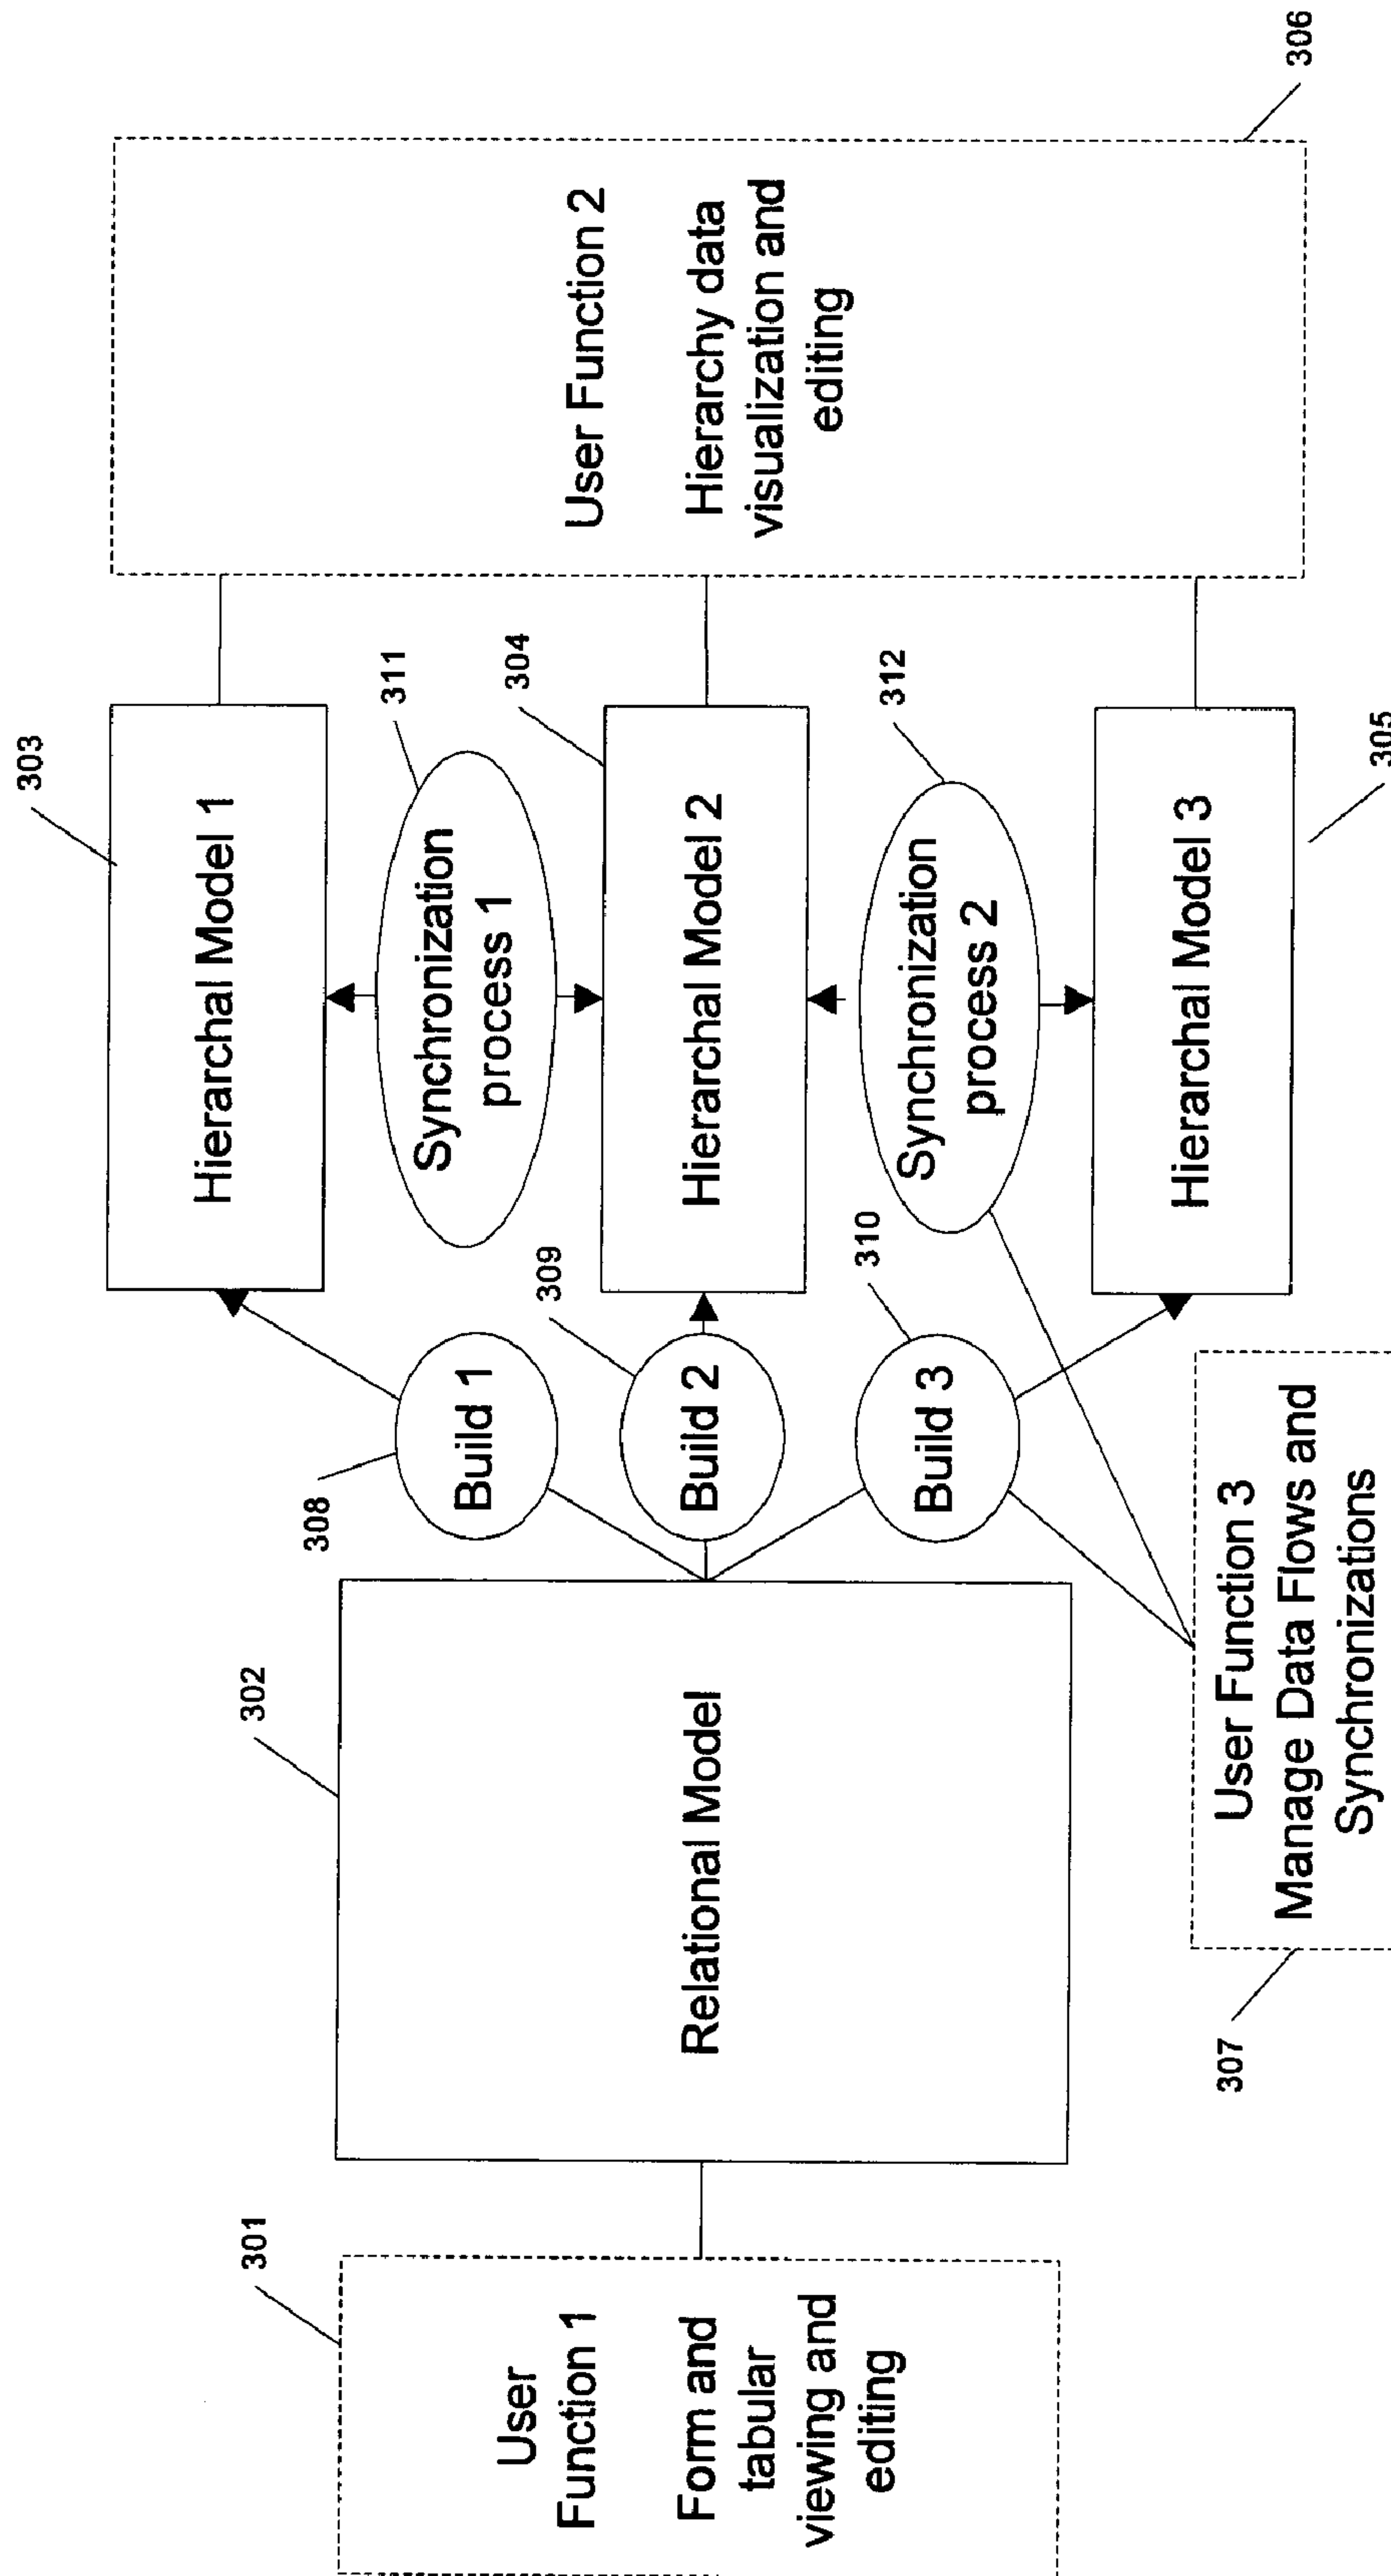 303
Hierarchal Model 1
311
Synchronization
process 1
304
Hierarchal Model 2
312
Synchronization
process 2
Hierarchal Model 3
305
User Function 2
Hierarchy data
visualization and
editing
306
308
Build 1
309
Build 2
310
Build 3
302
Relational Model
301
User
Function 1
Form and
tabular
viewing and
editing
User Function 3
Manage Data Flows and
Synchronizations
307